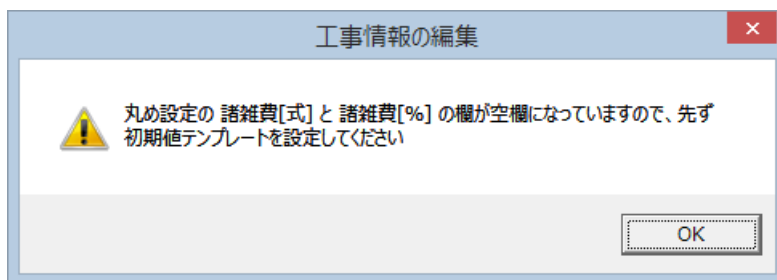 工事情報の編集
丸め設定の 諸雑費[式] と 諸雑費[%] の欄が空欄になっていますので、先ず
初期値テンプレートを設定してください
OK